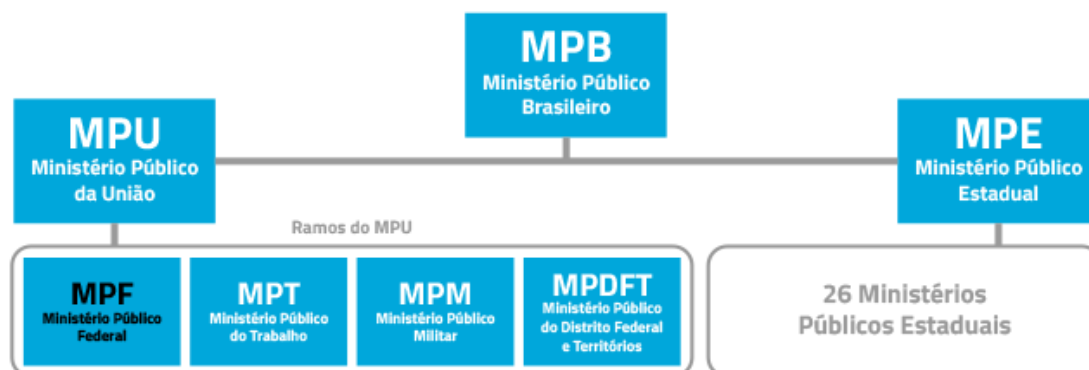 MPB
Ministério Público
Brasileiro
MPU
Ministério Público
da União
MPE
Ministério Público
Estadual
Ramos do MPU
MPF
Ministério Público
Federal
MPT
Ministério Público
do Trabalho
MPM
Ministério Público
Militar
MPDFT
Ministério Público
do Distrito Federal
e Territórios
26 Ministérios
Públicos Estaduais